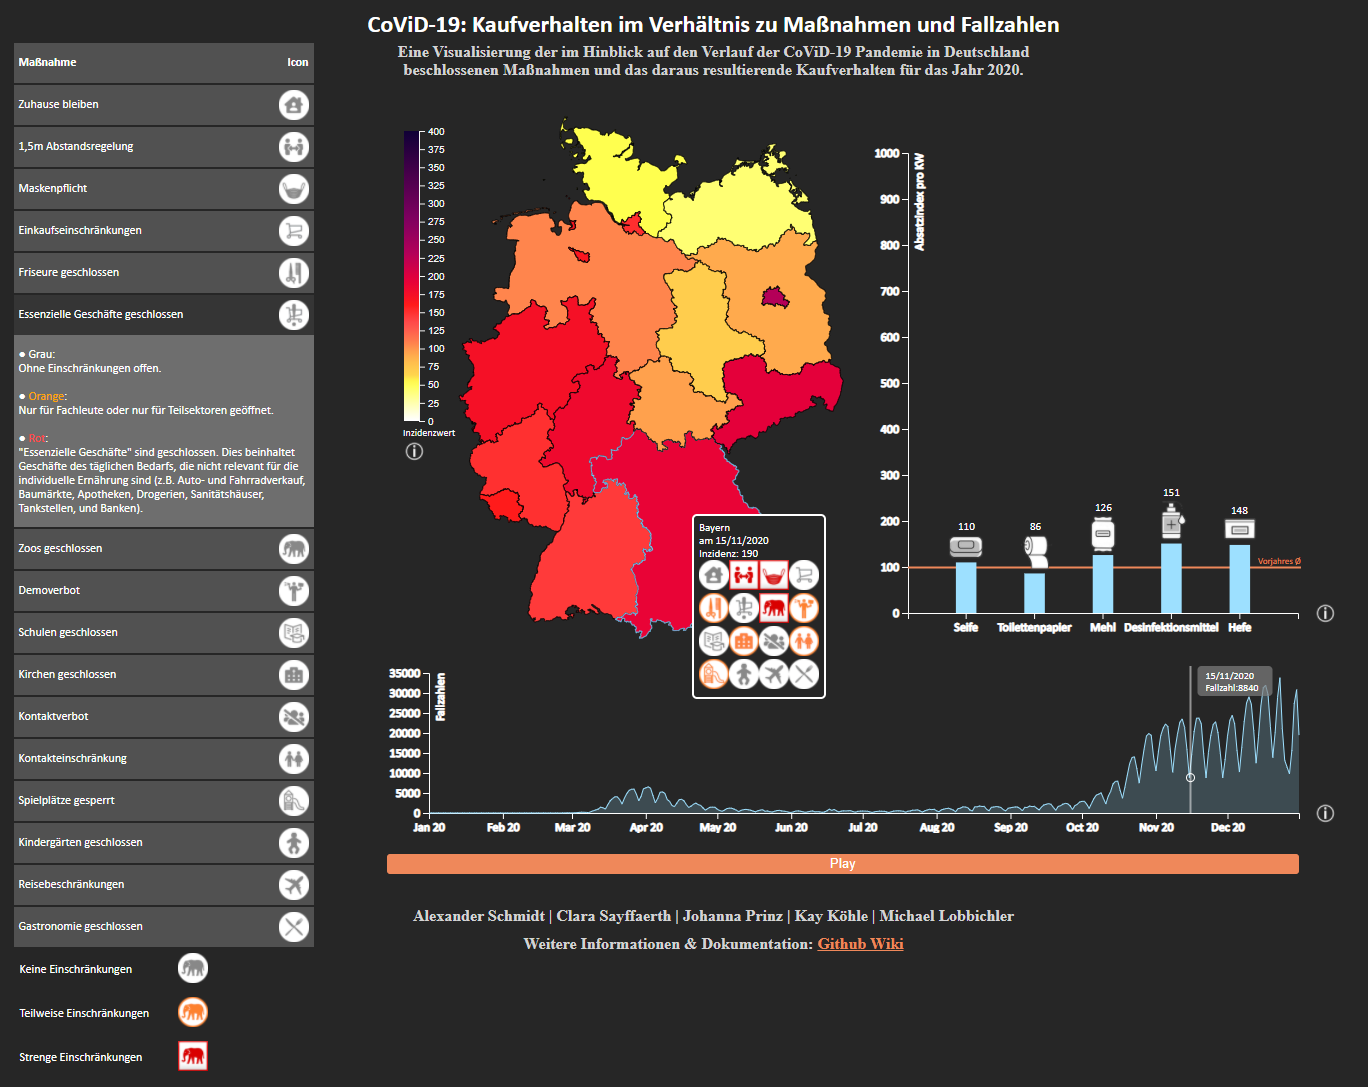 CoViD-19: Kaufverhalten im Verhältnis zu Maßnahmen und Fallzahlen
Eine Visualisierung der im Hinblick auf den Verlauf der CoViD-19 Pandemie in Deutschland
beschlossenen Maßnahmen und das daraus resultierende Kaufverhalten für das Jahr 2020.
Maßnahme Icon
Zuhause bleiben
1,5m Abstandsregelung
Maskenpflicht
Einkaufseinschränkungen
Friseure geschlossen
Essenzielle Geschäfte geschlossen
● Grau:
Ohne Einschränkungen offen.
● Orange:
Nur für Fachleute oder nur für Teilsektoren geöffnet.
● Ror:
"Essenzielle Geschäfte" sind geschlossen. Dies beinhaltet
Geschäfte des täglichen Bedarfs, die nicht relevant für die
individuelle Ernährung sind (z.B. Auto- und Fahrradverkauf,
Baumärkte, Apotheken, Drogerien, Sanitätshäuser,
Tankstellen, und Banken).
Zoos geschlossen
Demoverbot
Schulen geschlossen
Kirchen geschlossen
Kontaktverbot
Kontakteinschränkung
Spielplätze gesperrt
Kindergärten geschlossen
Reisebeschränkungen
Gastronomie geschlossen
Keine Einschränkungen
Teilweise Einschränkungen
Strenge Einschränkungen
400
375
350
325
300
275
250
225
200
175
150
125
100
75
50
25
0
Inzidenzwert
Bayern
am 15/11/2020
Inzidenz: 190
Absatzindex pro KW
1000
900
800
700
600
500
400
300
200
100
0
110
86
126
151
148
Vorjahres Ø
Seife Toilettenpapier Mehl Desinfektionsmittel Hefe
Fallzahlen
35000
30000
25000
20000
15000
10000
5000
0
15/11/2020
Fallzahl:8840
Jan 20 Feb 20 Mar 20 Apr 20 May 20 Jun 20 Jul 20 Aug 20 Sep 20 Oct 20 Nov 20 Dec 20
Play
Alexander Schmidt | Clara Sayffaerth | Johanna Prinz | Kay Köhle | Michael Lobbichler
Weitere Informationen & Dokumentation: Github Wiki